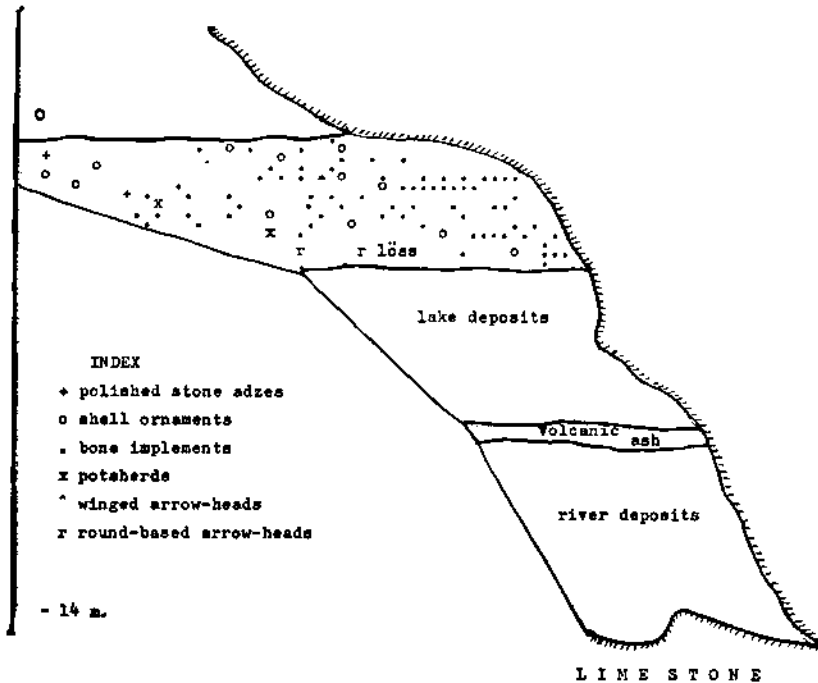 r r löss
lake deposits
Volcanic
ash
INDEX
+ polished stone adzes
o shell ornaments
. bone implements
x potsherds
^ winged arrow-heads
r round-based arrow-heads
river deposits
- 14 m.
LIME STONE